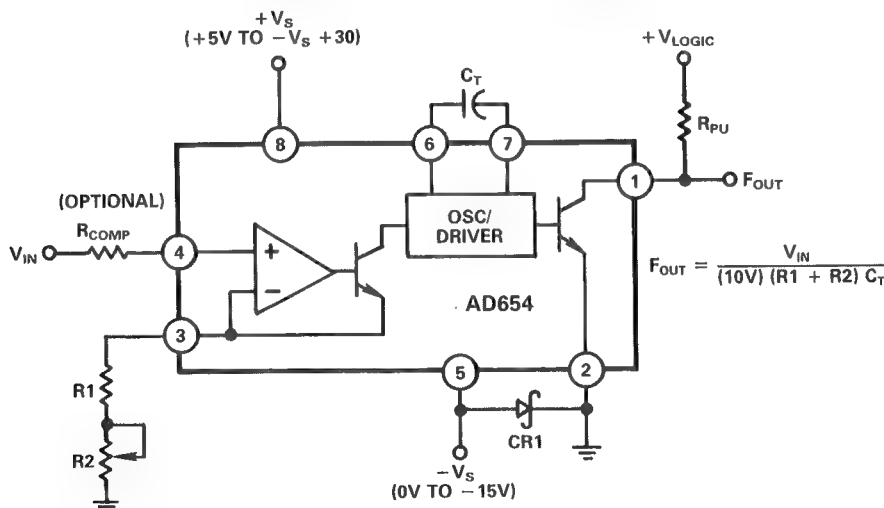 +VS
(+5V TO −VS +30)
CT
+VLOGIC
RPU
8
6
7
1
FOUT
(OPTIONAL)
RCOMP
VIN
4
+
−
OSC/
DRIVER
FOUT = VIN
(10V) (R1 + R2) CT
AD654
3
5
2
R1
CR1
R2
−VS
(0V TO −15V)